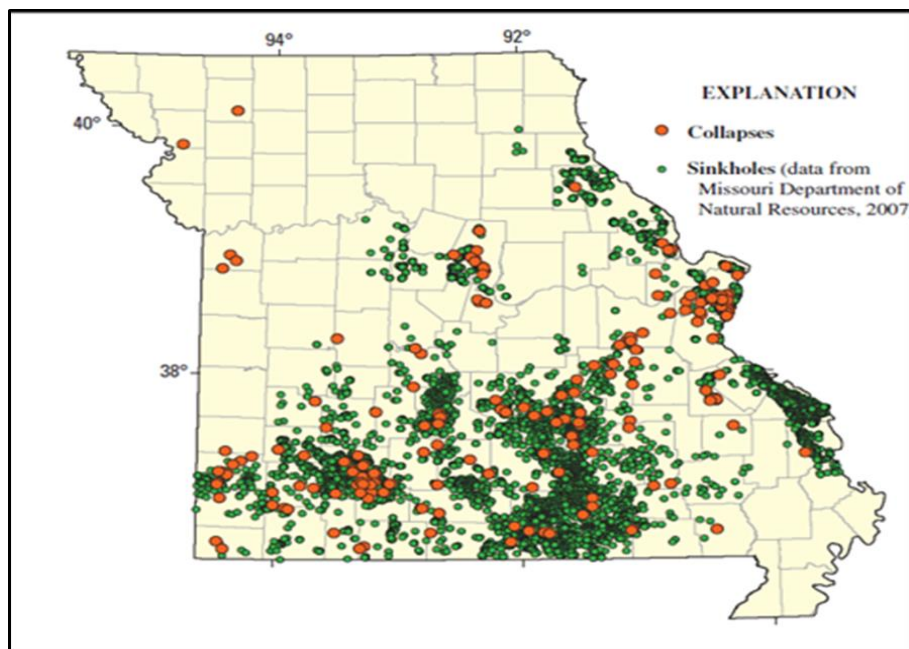 94°
92°
40°
38°
EXPLANATION
Collapses
Sinkholes (data from
Missouri Department of
Natural Resources, 2007